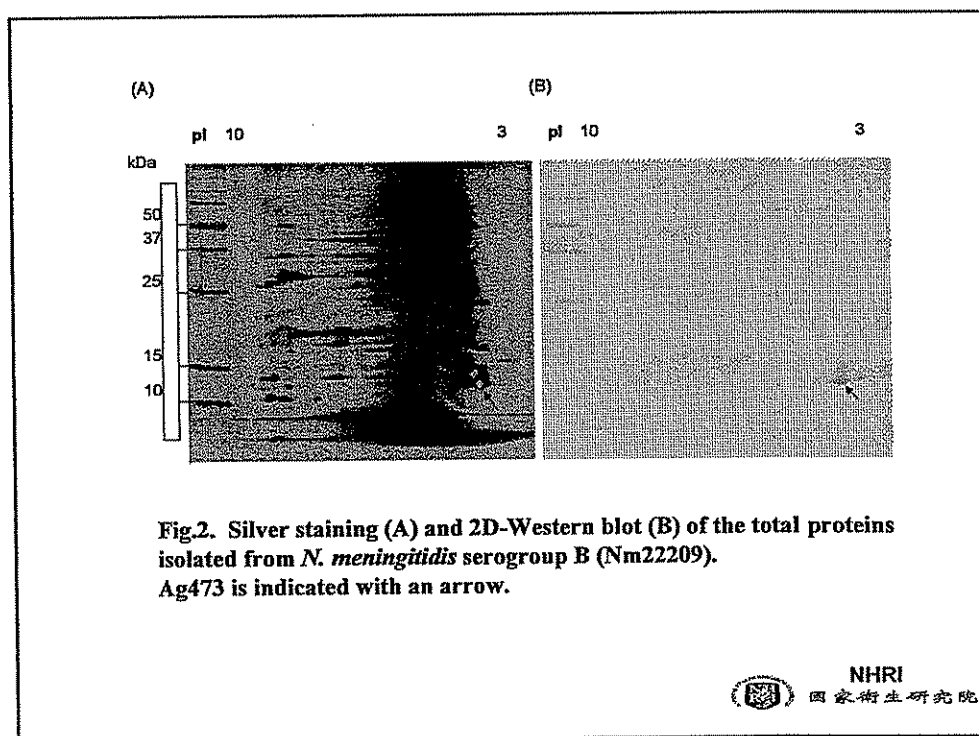 (A)
(B)
pI 10 3
pI 10 3
kDa
50
37
25
15
10
Fig.2. Silver staining (A) and 2D-Western blot (B) of the total proteins
isolated from N. meningitidis serogroup B (Nm22209).
Ag473 is indicated with an arrow.
NHRI
國家衛生研究院